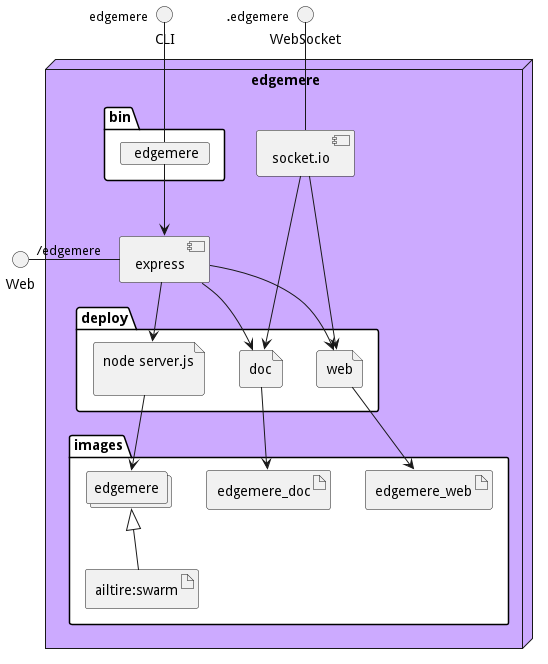 edgemere
.edgemere
CLI
WebSocket
edgemere
bin
edgemere
socket.io
/edgemere
express
Web
deploy
node server.js
doc
web
images
edgemere
edgemere_doc
edgemere_web
ailtire:swarm